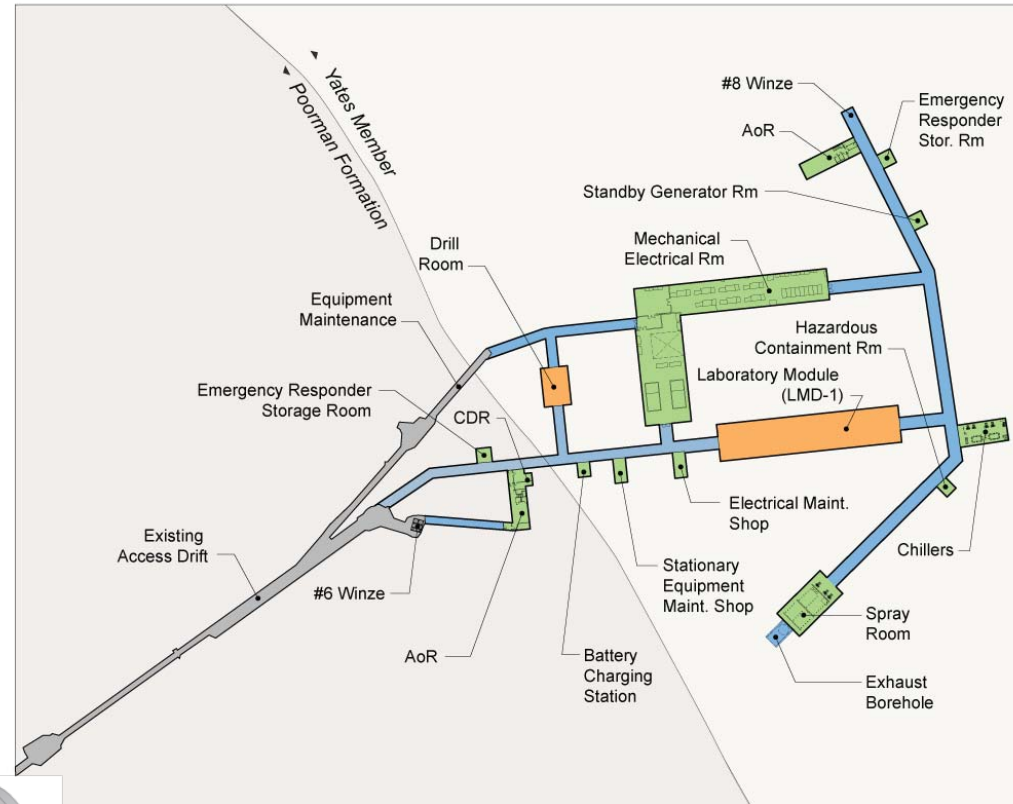 Yates Member
Poorman Formation
#8 Winze
Emergency
Responder
Stor. Rm
AoR
Standby Generator Rm
Mechanical
Electrical Rm
Drill
Room
Equipment
Maintenance
Hazardous
Containment Rm
Laboratory Module
(LMD-1)
Emergency Responder
Storage Room
CDR
Electrical Maint.
Shop
Chillers
Existing
Access Drift
#6 Winze
Stationary
Equipment
Maint. Shop
Spray
Room
AoR
Battery
Charging
Station
Exhaust
Borehole